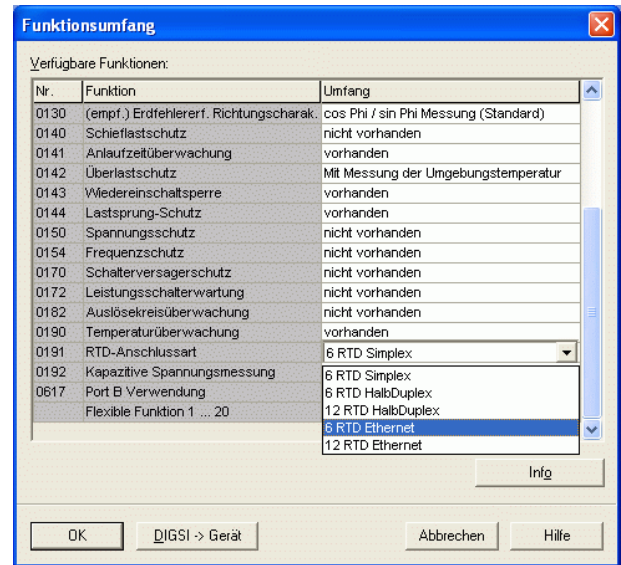 Funktionsumfang
Verfügbare Funktionen:
Nr. Funktion Umfang
0130 (empf.) Erdfehlererf. Richtungscharak. cos Phi / sin Phi Messung (Standard)
0140 Schieflastschutz nicht vorhanden
0141 Anlaufzeitüberwachung vorhanden
0142 Überlastschutz Mit Messung der Umgebungstemperatur
0143 Wiedereinschaltsperre vorhanden
0144 Lastsprung-Schutz vorhanden
0150 Spannungsschutz nicht vorhanden
0154 Frequenzschutz nicht vorhanden
0170 Schalterversagerschutz nicht vorhanden
0172 Leistungsschalterwartung nicht vorhanden
0182 Auslösekreisüberwachung nicht vorhanden
0190 Temperaturüberwachung vorhanden
0191 RTD-Anschlussart 6 RTD Simplex
0192 Kapazitive Spannungsmessung 6 RTD Simplex
0617 Port B Verwendung 6 RTD HalbDuplex
Flexible Funktion 1 ... 20 12 RTD HalbDuplex
6 RTD Ethernet
12 RTD Ethernet
Info
OK DIGSI -> Gerät Abbrechen Hilfe